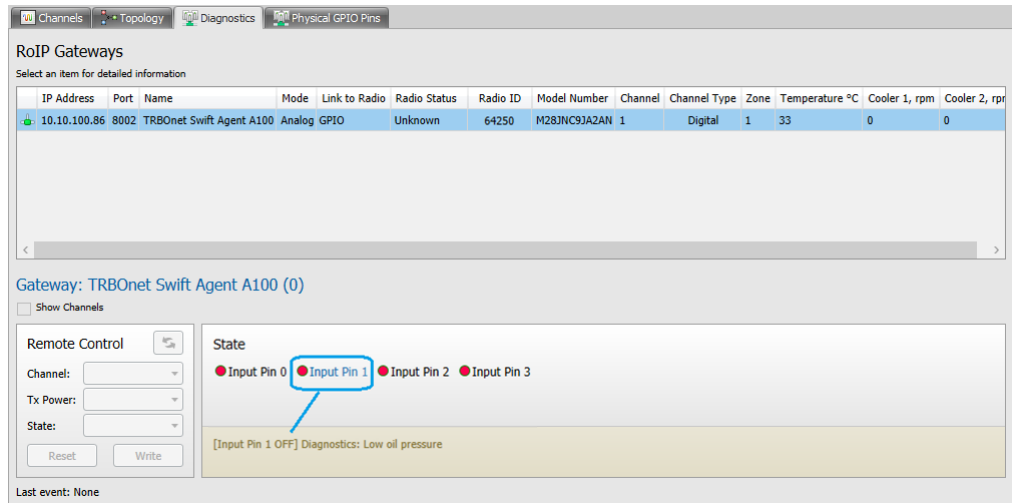 Channels Topology Diagnostics Physical GPIO Pins
RoIP Gateways
Select an item for detailed information
IP Address Port Name Mode Link to Radio Radio Status Radio ID Model Number Channel Channel Type Zone Temperature ºC Cooler 1, rpm Cooler 2, rpr
10.10.100.86 8002 TRBOnet Swift Agent A100 Analog GPIO Unknown 64250 M28JNC9JA2AN 1 Digital 1 33 0 0
Gateway: TRBOnet Swift Agent A100 (0)
Show Channels
Remote Control
Channel:
Tx Power:
State:
Reset Write
State
Input Pin 0 Input Pin 1 Input Pin 2 Input Pin 3
[Input Pin 1 OFF] Diagnostics: Low oil pressure
Last event: None